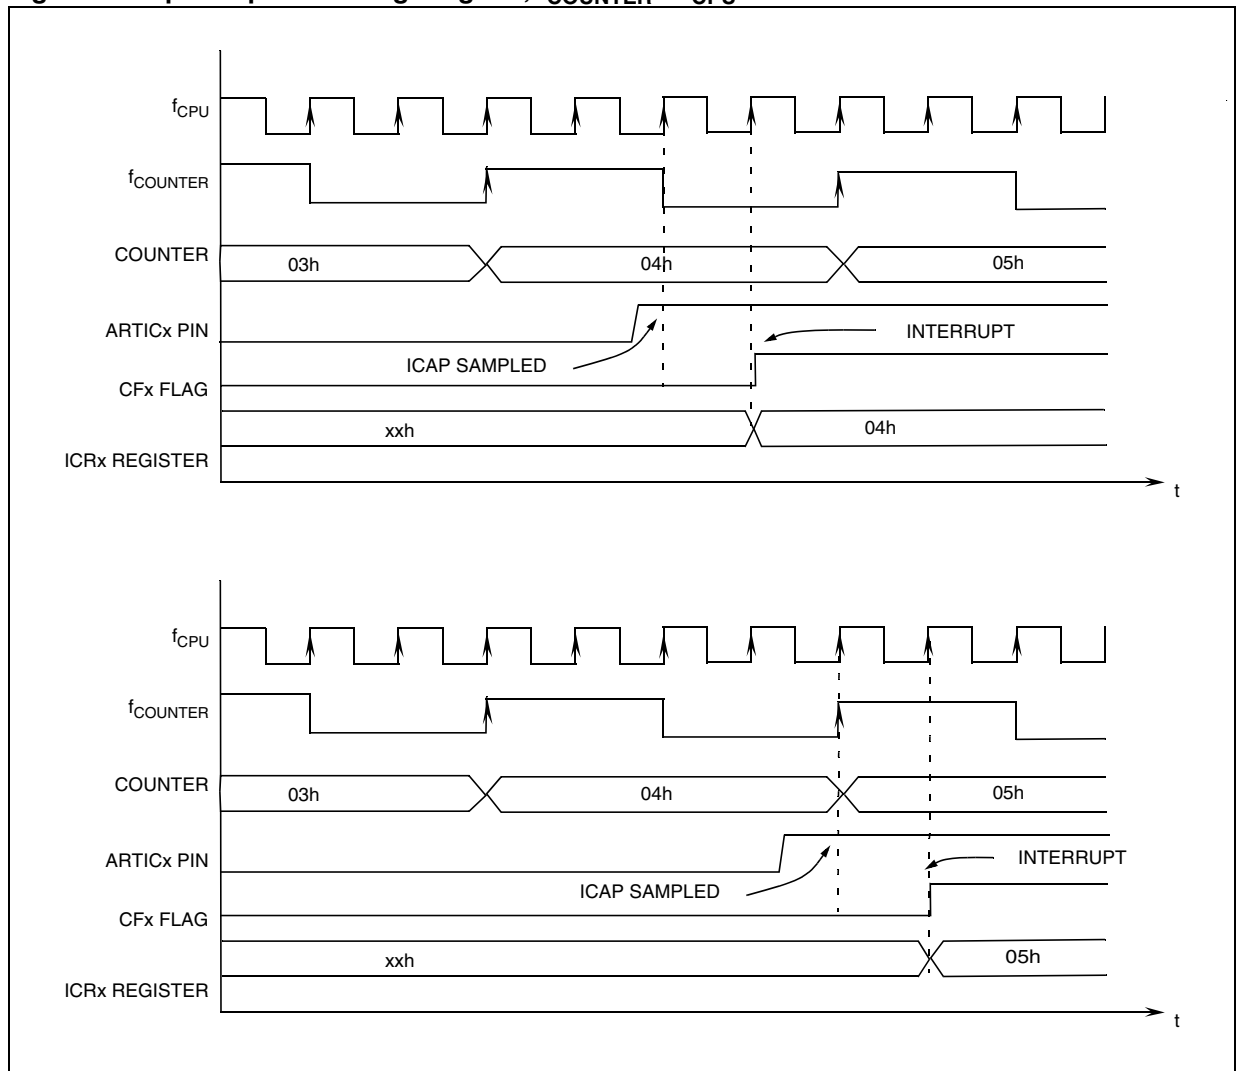 COUNTER
fCPU
fCOUNTER
COUNTER
03h
04h
05h
ARTICx PIN
INTERRUPT
ICAP SAMPLED
CFx FLAG
xxh
04h
ICRx REGISTER
t
fCPU
fCOUNTER
COUNTER
03h
04h
05h
ARTICx PIN
INTERRUPT
ICAP SAMPLED
CFx FLAG
xxh
05h
ICRx REGISTER
t